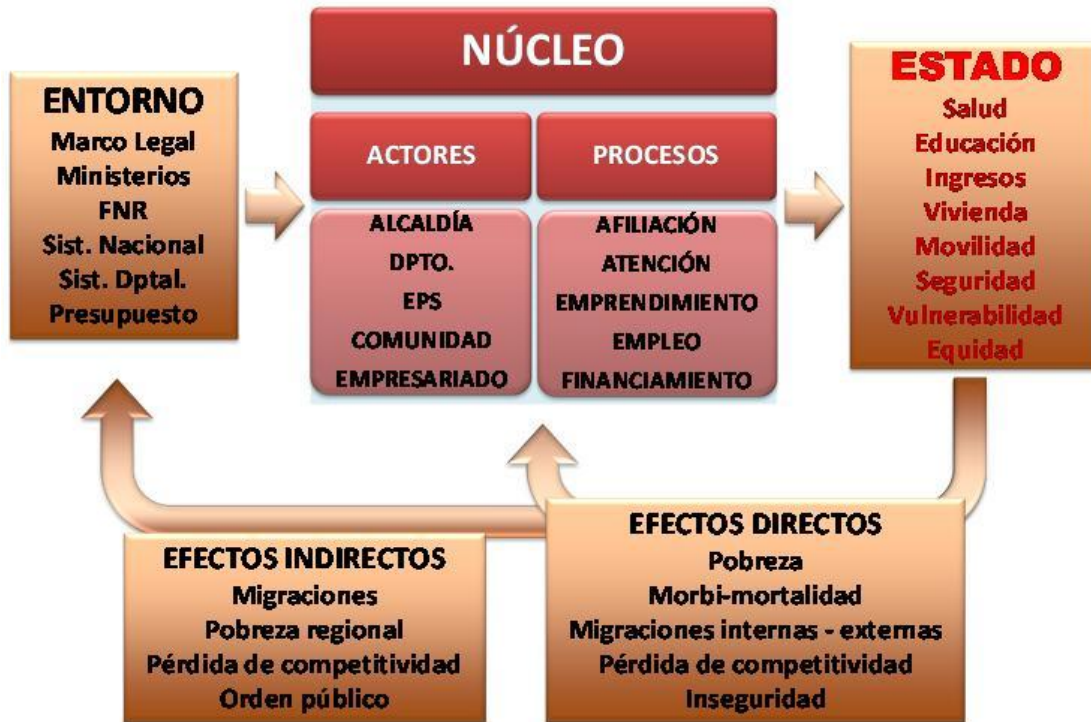 NÚCLEO
ENTORNO
Marco Legal
Ministerios
FNR
Sist. Nacional
Sist. Dptal.
Presupuesto
ACTORES
ALCALDÍA
DPTO.
EPS
COMUNIDAD
EMPRESARIADO
PROCESOS
AFILIACIÓN
ATENCIÓN
EMPRENDIMIENTO
EMPLEO
FINANCIAMIENTO
ESTADO
Salud
Educación
Ingresos
Vivienda
Movilidad
Seguridad
Vulnerabilidad
Equidad
EFECTOS INDIRECTOS
Migraciones
Pobreza regional
Pérdida de competitividad
Orden público
EFECTOS DIRECTOS
Pobreza
Morbi-mortalidad
Migraciones internas - externas
Pérdida de competitividad
Inseguridad